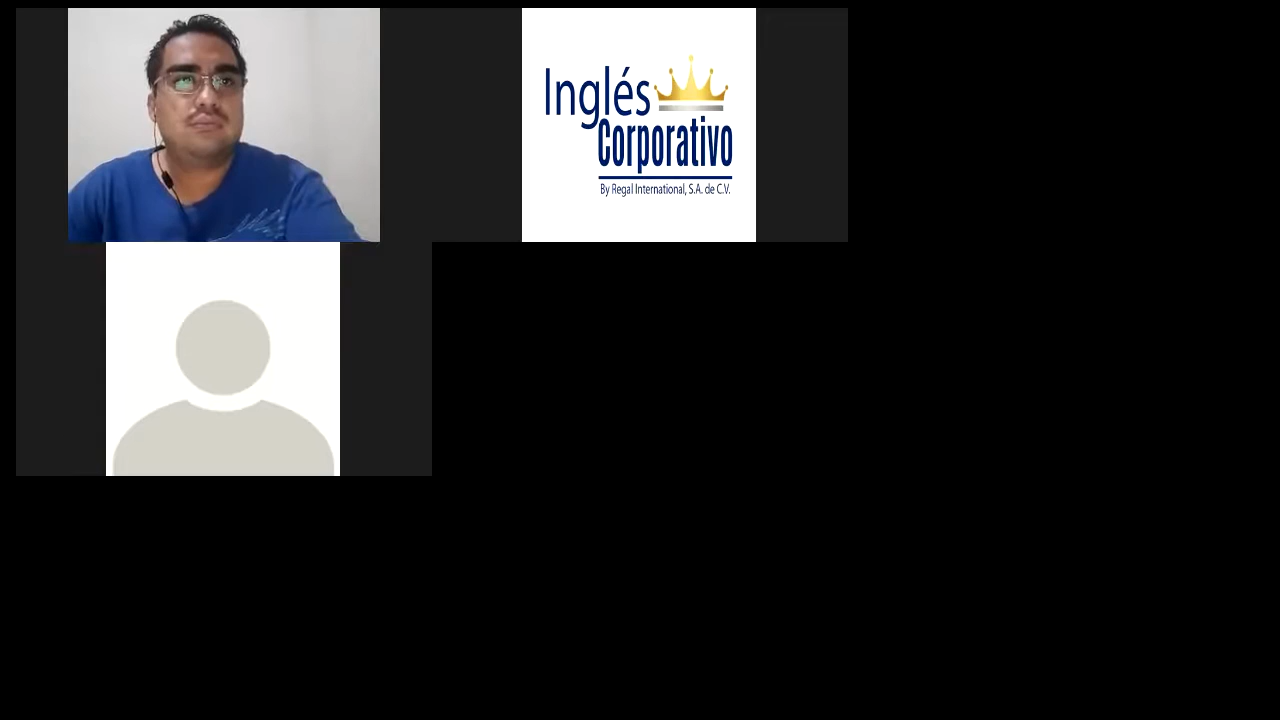 Inglés
Corporativo
By Regal International, S.A. de C.V.